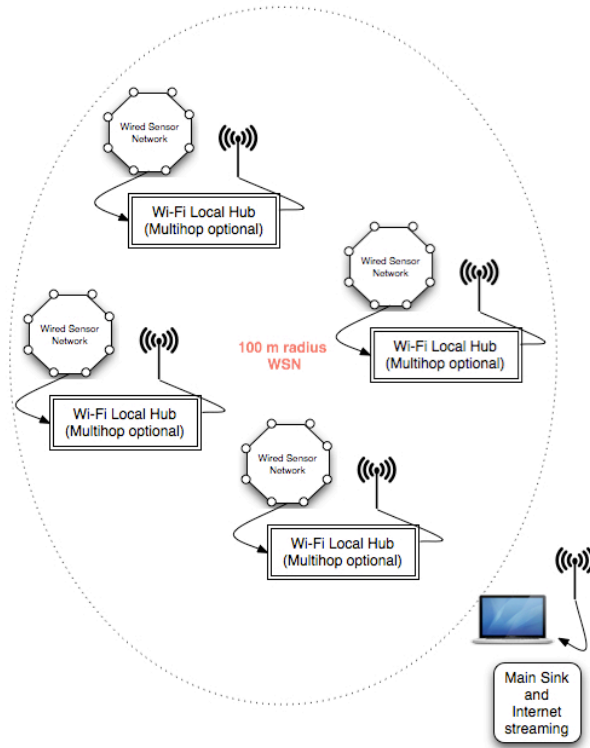 Wired Sensor
Network
Wi-Fi Local Hub
(Multihop optional)
Wired Sensor
Network
Wi-Fi Local Hub
(Multihop optional)
Wired Sensor
Network
Wi-Fi Local Hub
(Multihop optional)
100 m radius
WSN
Wired Sensor
Network
Wi-Fi Local Hub
(Multihop optional)
Main Sink
and
Internet
streaming